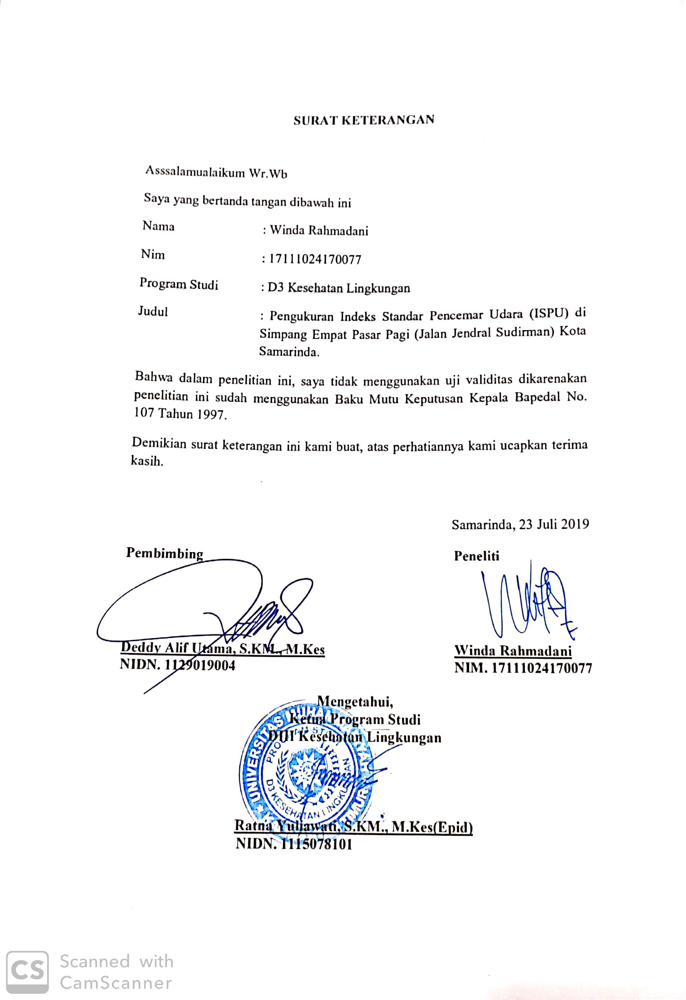 SURAT KETERANGAN
Asssalamualaikum Wr.Wb
Saya yang bertanda tangan dibawah ini
Nama : Winda Rahmadani
Nim : 17111024170077
Program Studi : D3 Kesehatan Lingkungan
Judul : Pengukuran Indeks Standar Pencemar Udara (ISPU) di
Simpang Empat Pasar Pagi (Jalan Jendral Sudirman) Kota
Samarinda.
Bahwa dalam penelitian ini, saya tidak menggunakan uji validitas dikarenakan
penelitian ini sudah menggunakan Baku Mutu Keputusan Kepala Bapedal No.
107 Tahun 1997.
Demikian surat keterangan ini kami buat, atas perhatiannya kami ucapkan terima
kasih.
Samarinda, 23 Juli 2019
Pembimbing
Deddy Alif Utama, S.KM., M.Kes
NIDN. 1129019004
Peneliti
Winda Rahmadani
NIM. 17111024170077
Mengetahui,
Ketua Program Studi
DIII Kesehatan Lingkungan
UNIVERSITAS
D3 KESEHATAN LINGKUNGAN
Ratna Yuliawati, S.KM., M.Kes(Epid)
NIDN. 1115078101
CS
Scanned with
CamScanner